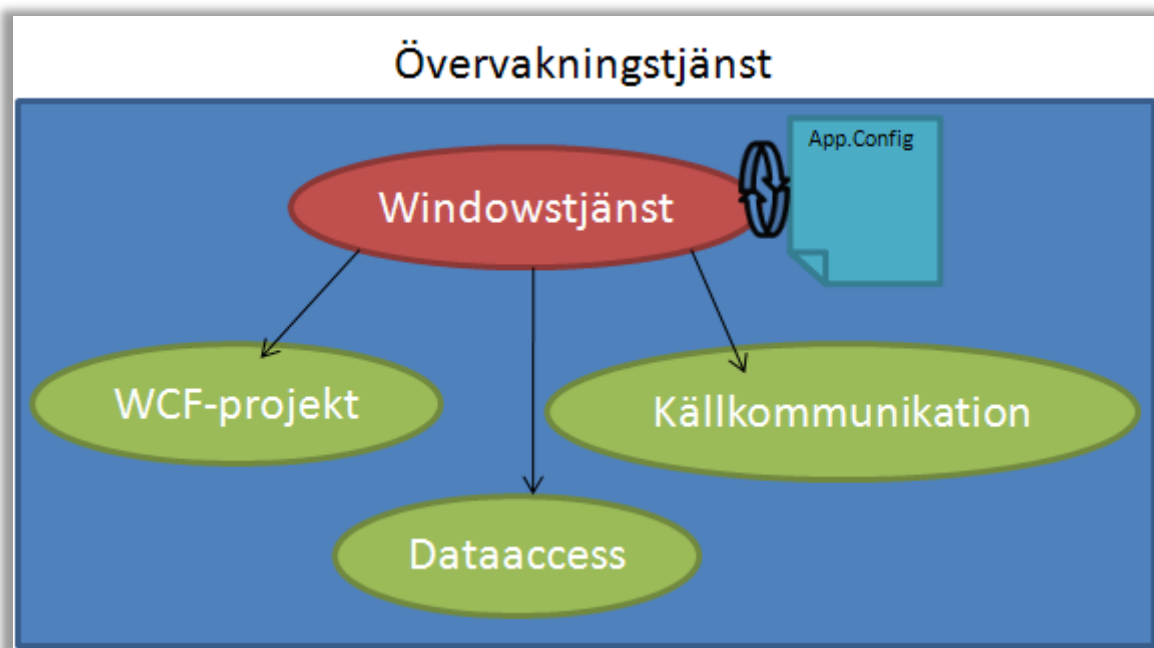 Övervakningstjänst
App.Config
Windowstjänst
WCF-projekt
Källkommunikation
Dataaccess